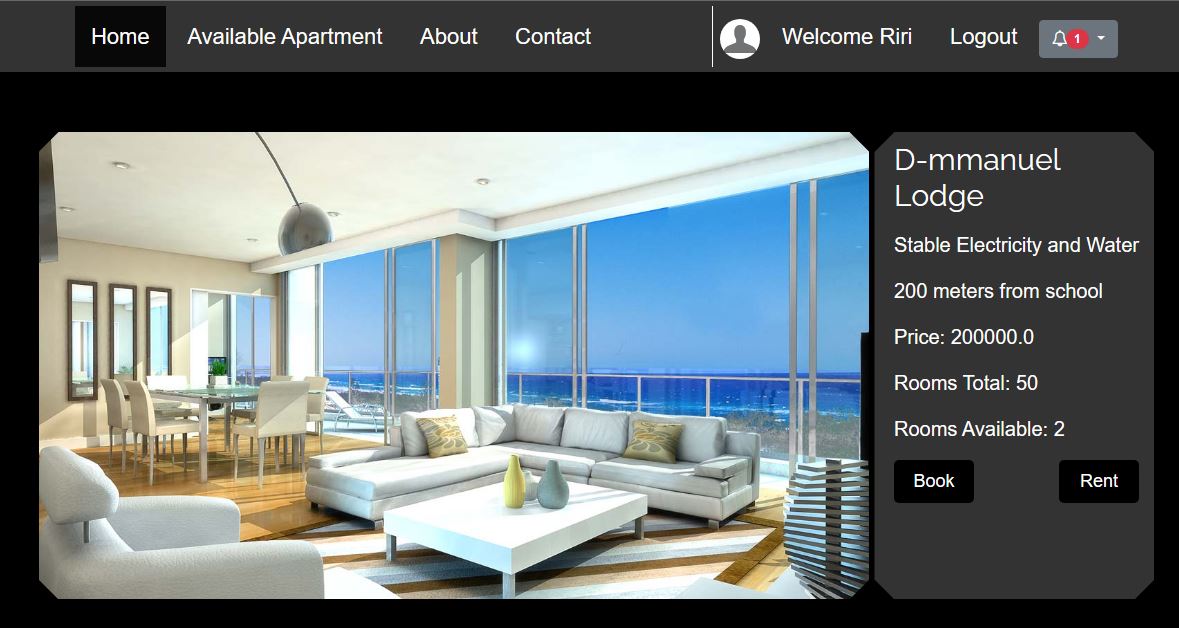 Home Available Apartment About Contact Welcome Riri Logout 1
D-mmanuel
Lodge
Stable Electricity and Water
200 meters from school
Price: 200000.0
Rooms Total: 50
Rooms Available: 2
Book Rent